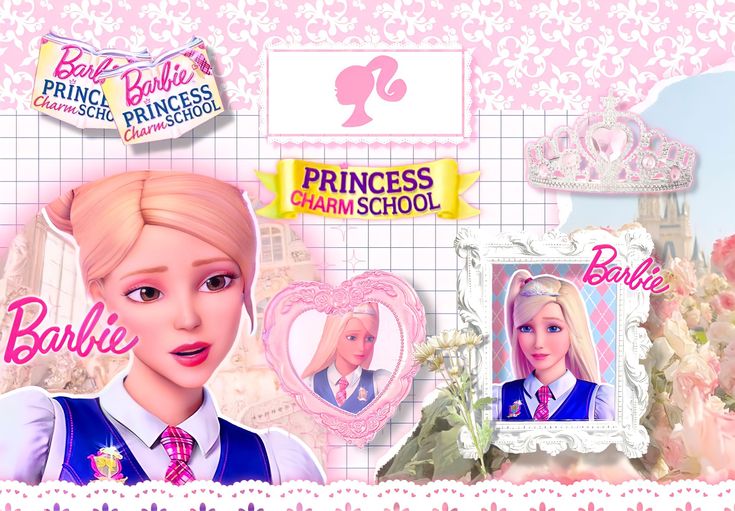 Barbie
PRINCESS
Charm SCHOOL
Barbie
PRINCESS
Charm SCHOOL
PRINCESS
CHARM SCHOOL
Barbie
Barbie